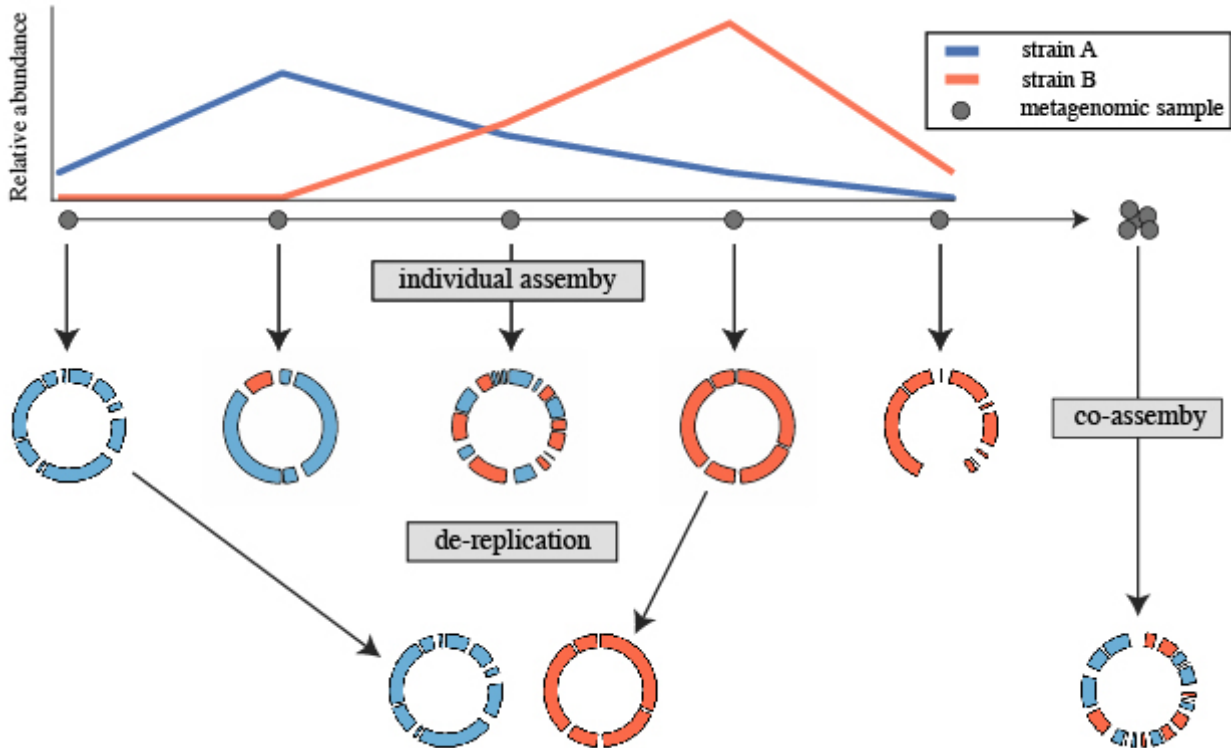 Relative abundance
strain A
strain B
metagenomic sample
individual assemby
co-assemby
de-replication